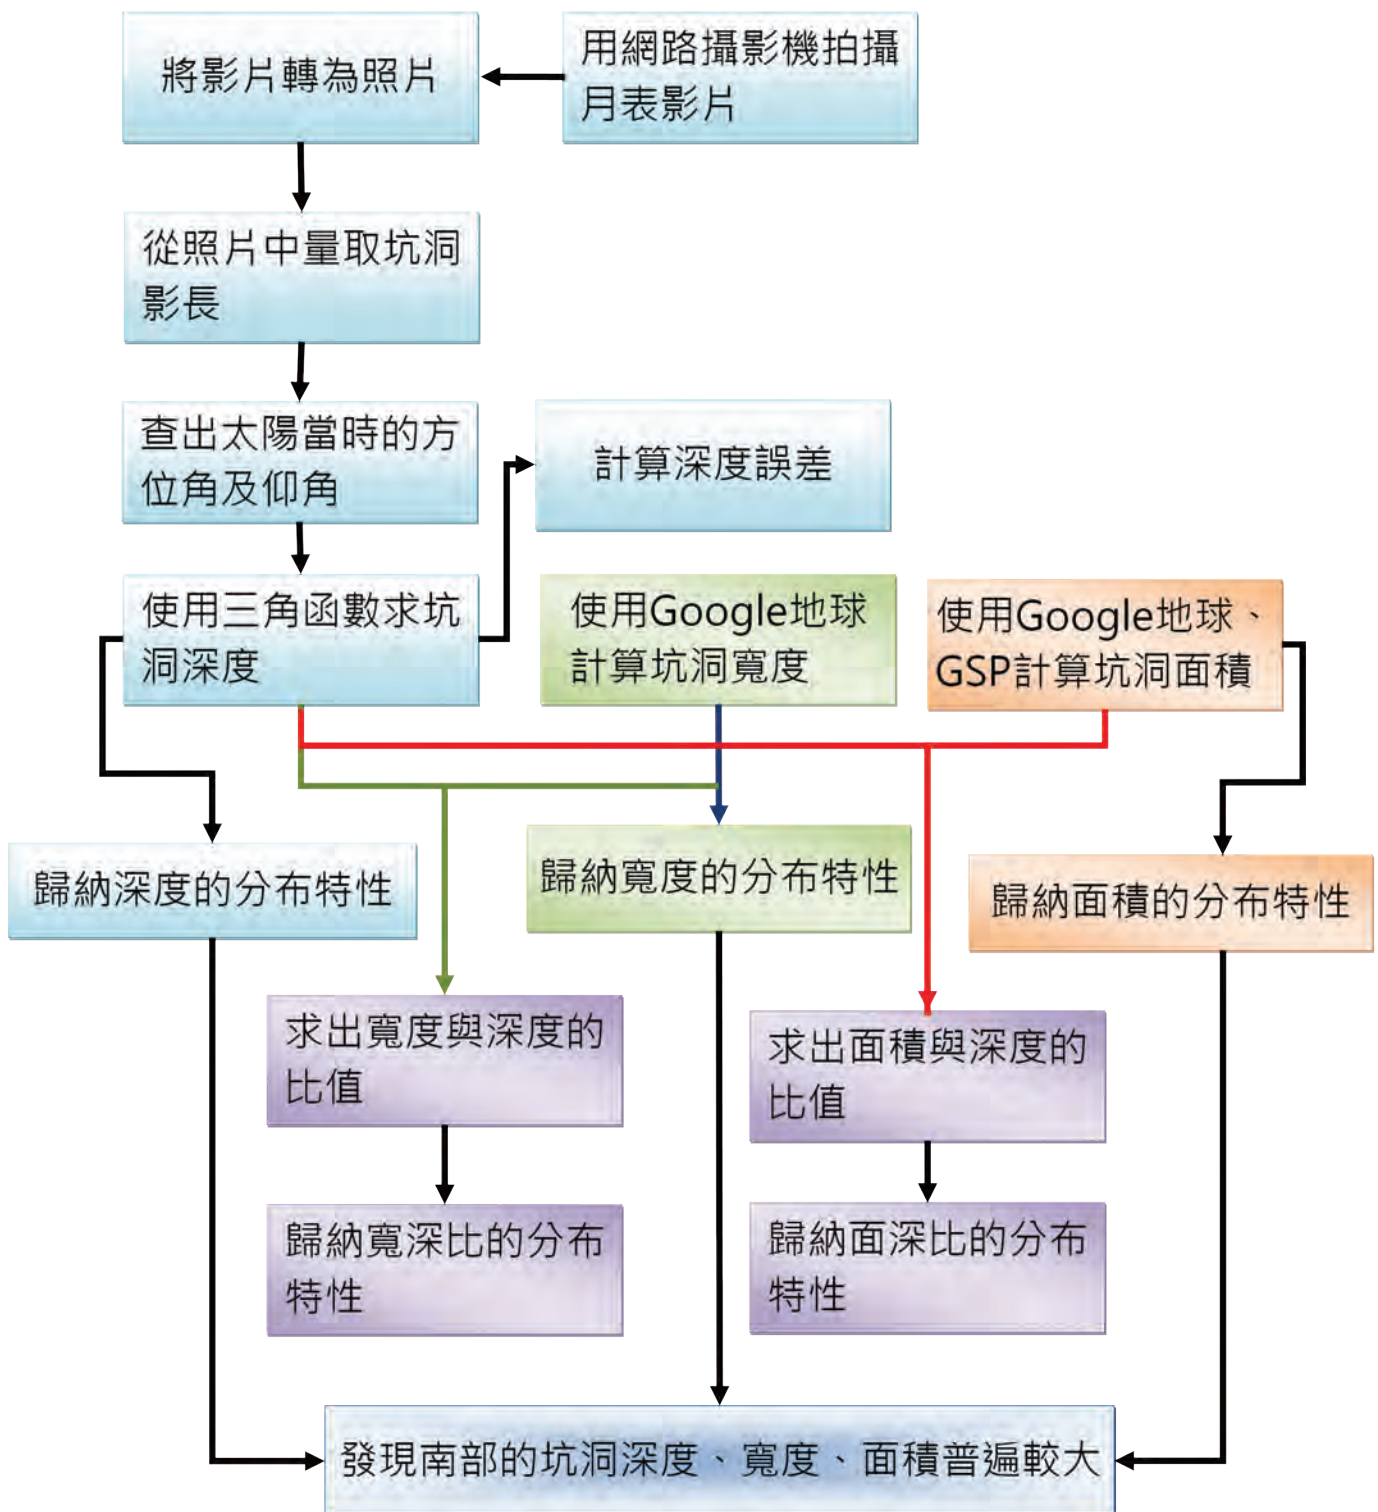 將影片轉為照片
用網路攝影機拍攝
月表影片
從照片中量取坑洞
影長
查出太陽當時的方
位角及仰角
計算深度誤差
使用三角函數求坑
洞深度
使用Google地球
計算坑洞寬度
使用Google地球、
GSP計算坑洞面積
歸納深度的分布特性
歸納寬度的分布特性
歸納面積的分布特性
求出寬度與深度的
比值
求出面積與深度的
比值
歸納寬深比的分布
特性
歸納面深比的分布
特性
發現南部的坑洞深度、寬度、面積普遍較大